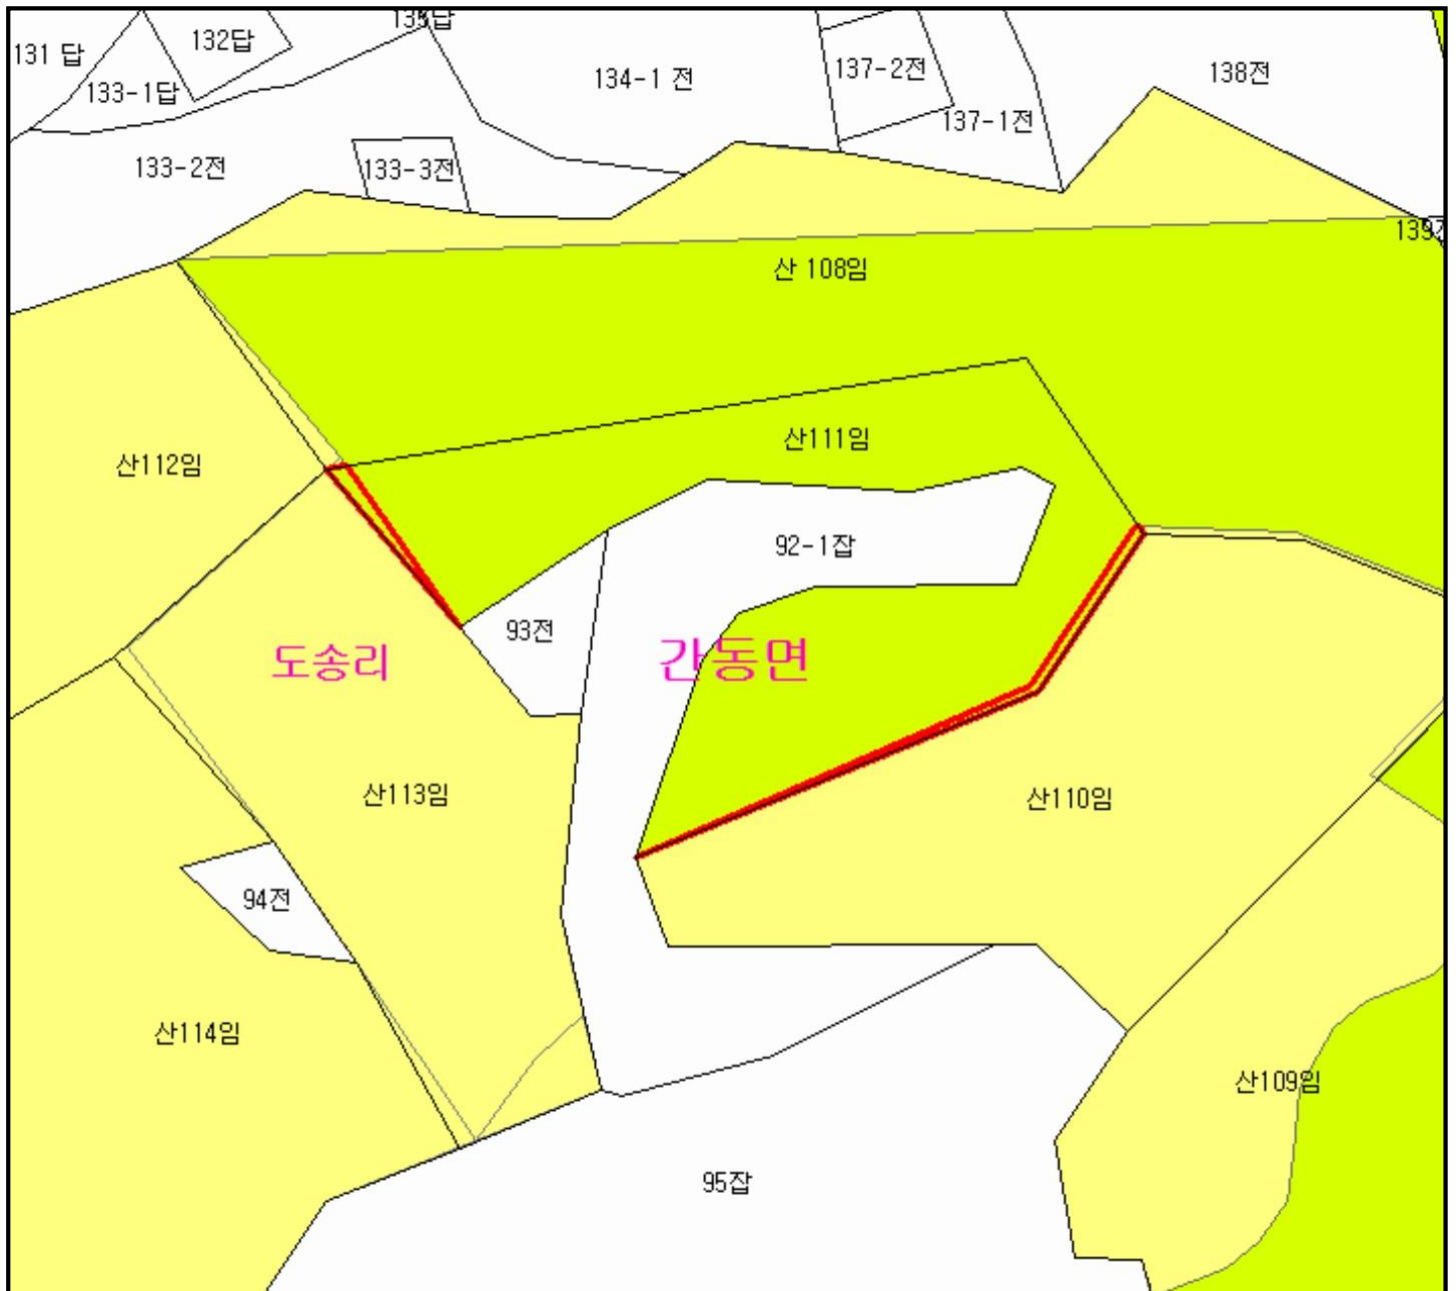 135답
132답
131 답
137-2전
138전
134-1 전
133-1답
137-1전
133-2전
133-3전
산 108임
산111임
산112임
92-1잡
93전
도송리
간동면
산113임
산110임
94전
산114임
산109임
95잡